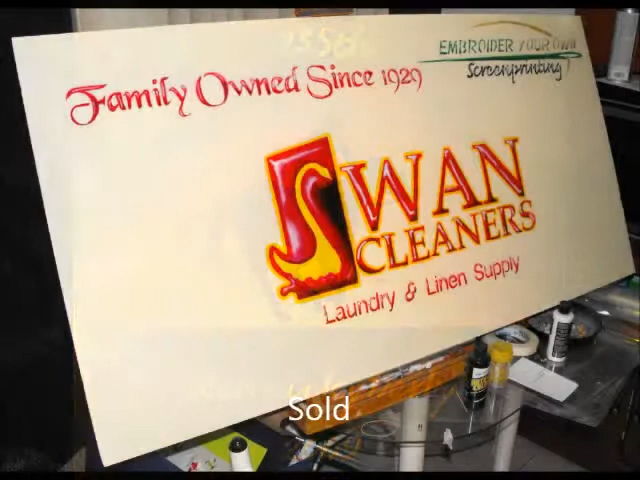 EMBROIDER YOUR OWN
Screenprinting
Family Owned Since 1929
SWAN
CLEANERS
Laundry & Linen Supply
Sold